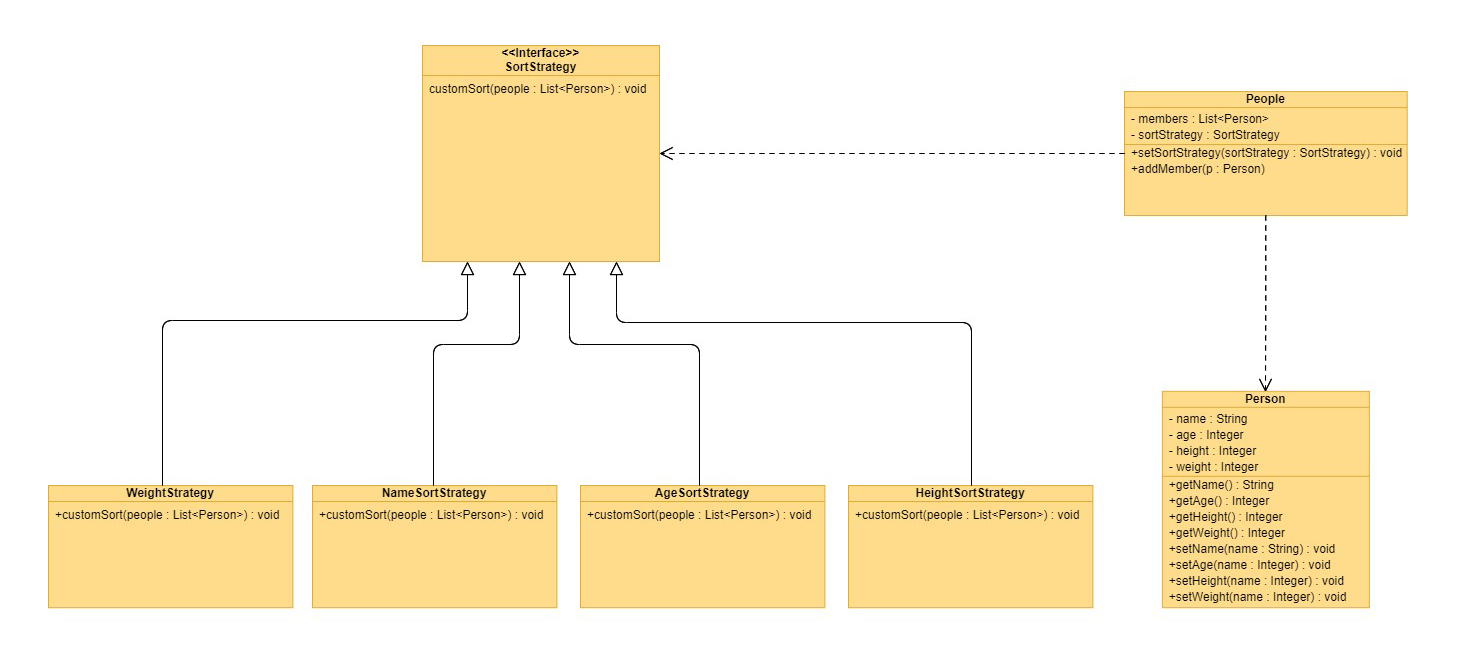 <<Interface>>
SortStrategy
customSort(people : List<Person>) : void
People
- members : List<Person>
- sortStrategy : SortStrategy
+setSortStrategy(sortStrategy : SortStrategy) : void
+addMember(p : Person)
WeightStrategy
+customSort(people : List<Person>) : void
NameSortStrategy
+customSort(people : List<Person>) : void
AgeSortStrategy
+customSort(people : List<Person>) : void
HeightSortStrategy
+customSort(people : List<Person>) : void
Person
- name : String
- age : Integer
- height : Integer
- weight : Integer
+getName() : String
+getAge() : Integer
+getHeight() : Integer
+getWeight() : Integer
+setName(name : String) : void
+setAge(name : Integer) : void
+setHeight(name : Integer) : void
+setWeight(name : Integer) : void